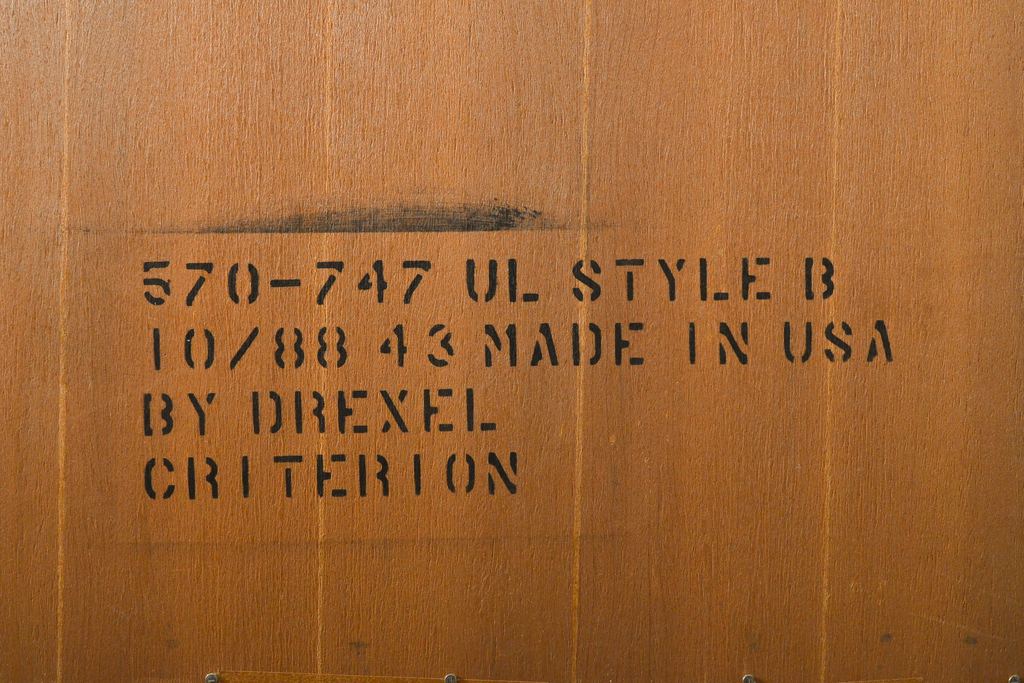 570-747 UL STYLE B
10/88 43 MADE IN USA
BY DREXEL
CRITERION